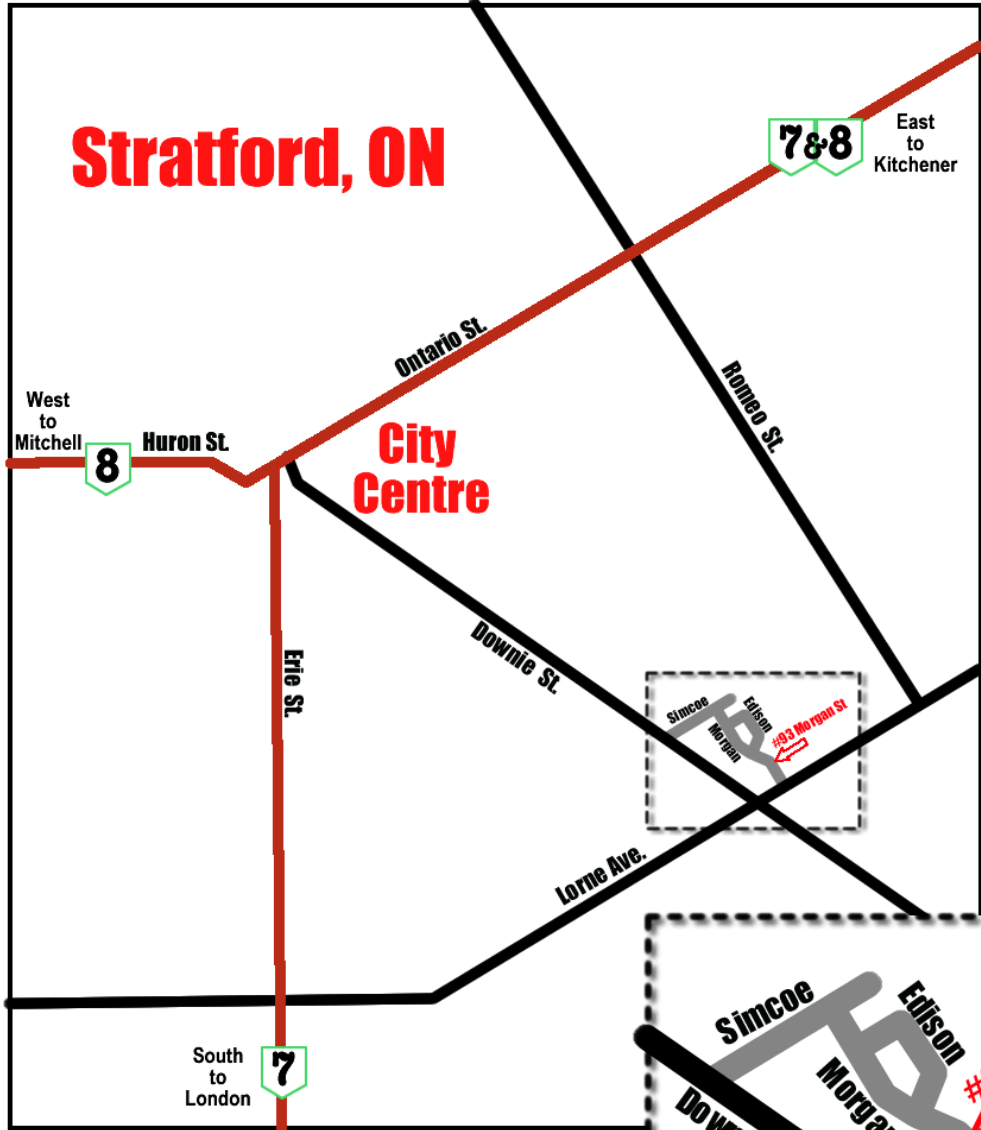 Stratford, ON
7&8
East
to
Kitchener
Ontario St.
Romeo St.
West
to
Mitchell
8
Huron St.
City
Centre
Downie St.
Erie St.
Simcoe
Edison
Morgan
#93 Morgan St
Lorne Ave.
South
to
London
7
Simcoe
Edison